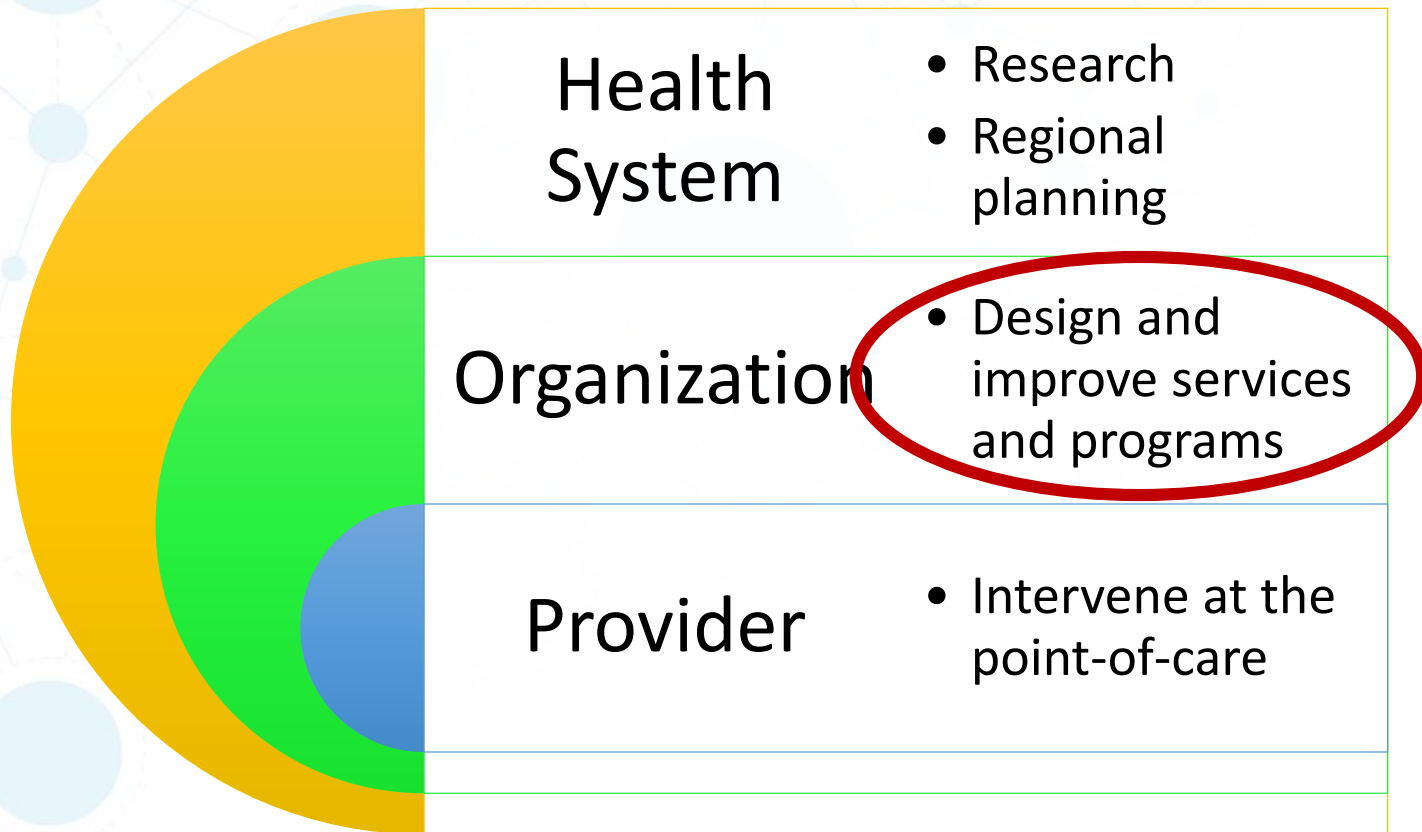 Health
System
• Research
• Regional
planning
Organization
• Design and
improve services
and programs
Provider
• Intervene at the
point-of-care